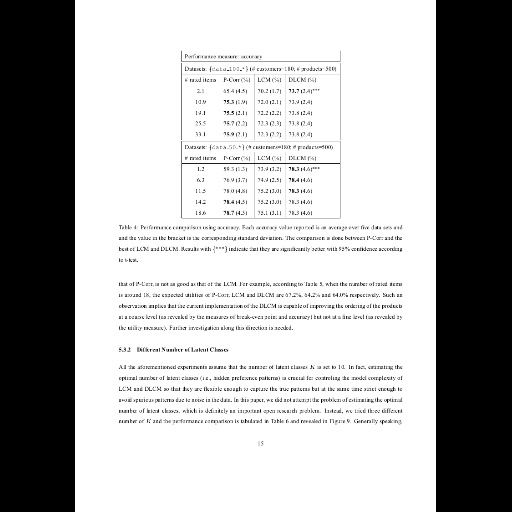 Performance measure: accuracy
Datasets: {data_100_*} (# customers=180; # products=500)
# rated items P-Corr (%) LCM (%) DLCM (%)
2.1 65.4 (4.5) 70.2 (1.7) 73.7 (2.4)***
10.9 75.3 (1.9) 72.0 (2.1) 73.9 (2.4)
19.1 75.5 (2.1) 72.2 (2.2) 73.8 (2.4)
25.5 75.7 (2.2) 72.3 (2.3) 73.8 (2.4)
33.1 75.9 (2.1) 72.3 (2.2) 73.8 (2.4)
Datasets: {data_50_*} (# customers=180; # products=500)
# rated items P-Corr (%) LCM (%) DLCM (%)
1.2 59.3 (1.3) 73.9 (3.2) 78.3 (4.6)***
6.3 76.9 (3.7) 74.9 (2.5) 78.4 (4.6)
11.5 78.0 (4.8) 75.2 (3.0) 78.3 (4.6)
14.2 78.4 (4.5) 75.2 (3.0) 78.3 (4.6)
18.6 78.7 (4.3) 75.1 (3.1) 78.3 (4.6)
Table 4: Performance comparison using accuracy. Each accuracy value reported is an average over five data sets and
and the value in the bracket is the corresponding standard deviation. The comparison is done between P-Corr and the
best of LCM and DLCM. Results with {***} indicate that they are significantly better with 95% confidence according
to t-test.
that of P-Corr, is not as good as that of the LCM. For example, according to Table 5, when the number of rated items
is around 18, the expected utilities of P-Corr, LCM and DLCM are 67.2%, 64.2% and 64.0% respectively. Such an
observation implies that the current implementation of the DLCM is capable of improving the ordering of the products
at a coarse level (as revealed by the measures of break-even point and accuracy) but not at a fine level (as revealed by
the utility measure). Further investigation along this direction is needed.
5.3.2 Different Number of Latent Classes
All the aforementioned experiments assume that the number of latent classes K is set to 10. In fact, estimating the
optimal number of latent classes (i.e., hidden preference patterns) is crucial for controling the model complexity of
LCM and DLCM so that they are flexible enough to capture the true patterns but at the same time strict enough to
avoid spurious patterns due to noise in the data. In this paper, we did not attempt the problem of estimating the optimal
number of latent classes, which is definitely an important open research problem. Instead, we tried three different
number of K and the performance comparison is tabulated in Table 6 and revealed in Figure 9. Generally speaking,
15